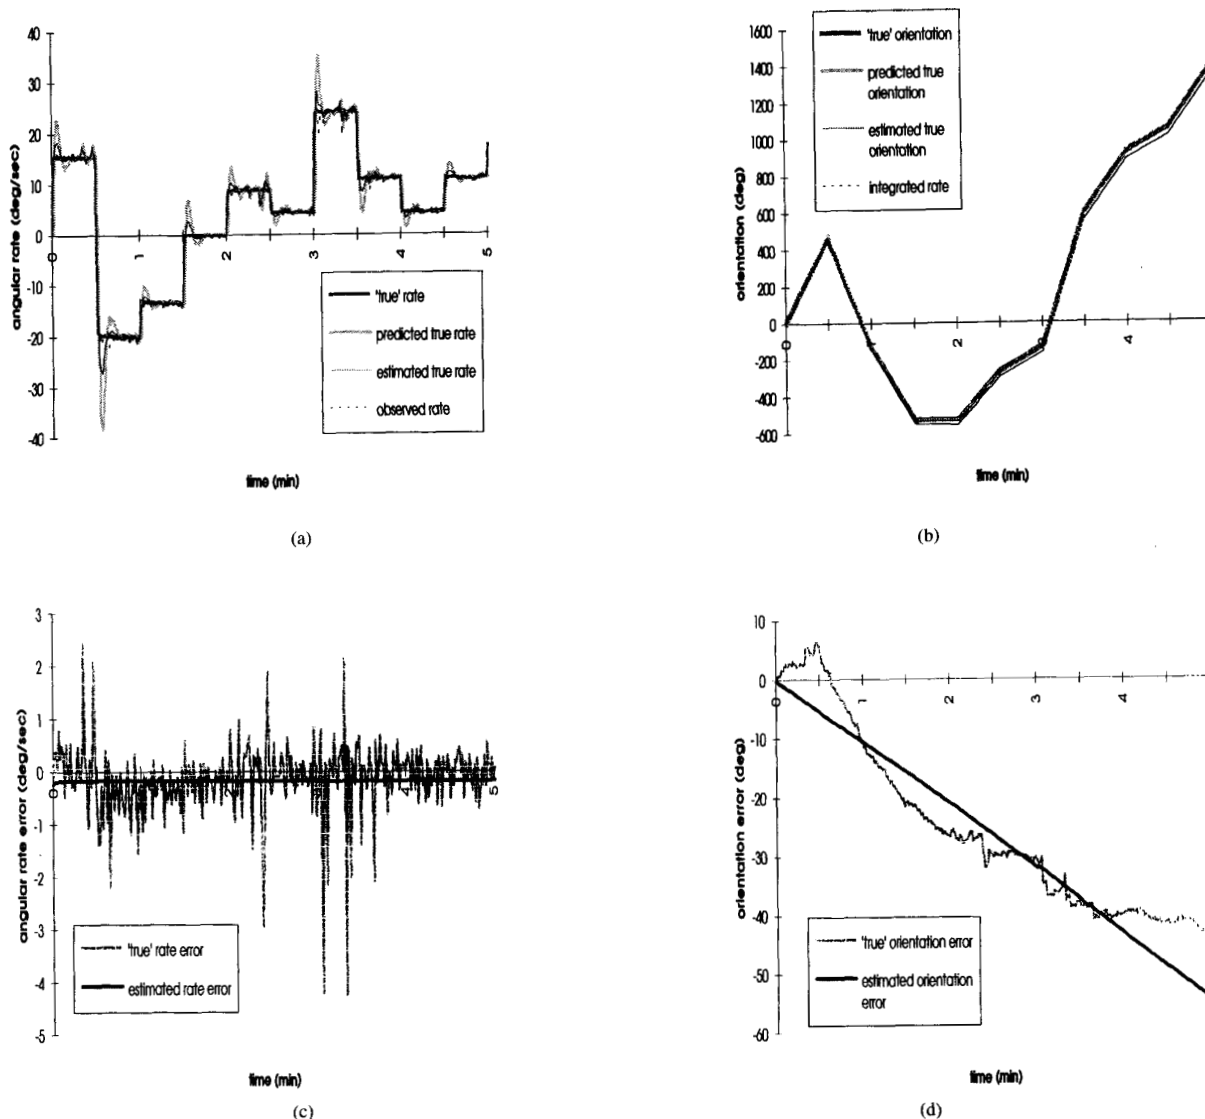 40
30
20
10
0
-10
-20
-30
-40
angular rate (deg/sec)
0 1 2 3 4 5
'true' rate
predicted true rate
estimated true rate
observed rate
time (min)
(a)
1600
1400
1200
1000
800
600
400
200
0
-200
-400
-600
orientation (deg)
0 1 2 3 4
'true' orientation
predicted true
orientation
estimated true
orientation
integrated rate
time (min)
(b)
3
2
1
0
-1
-2
-3
-4
-5
angular rate error (deg/sec)
0 2 4 5
'true' rate error
estimated rate error
time (min)
(c)
10
0
-10
-20
-30
-40
-50
-60
orientation error (deg)
0 1 2 3 4
'true' orientation error
estimated orientation
error
time (min)
(d)